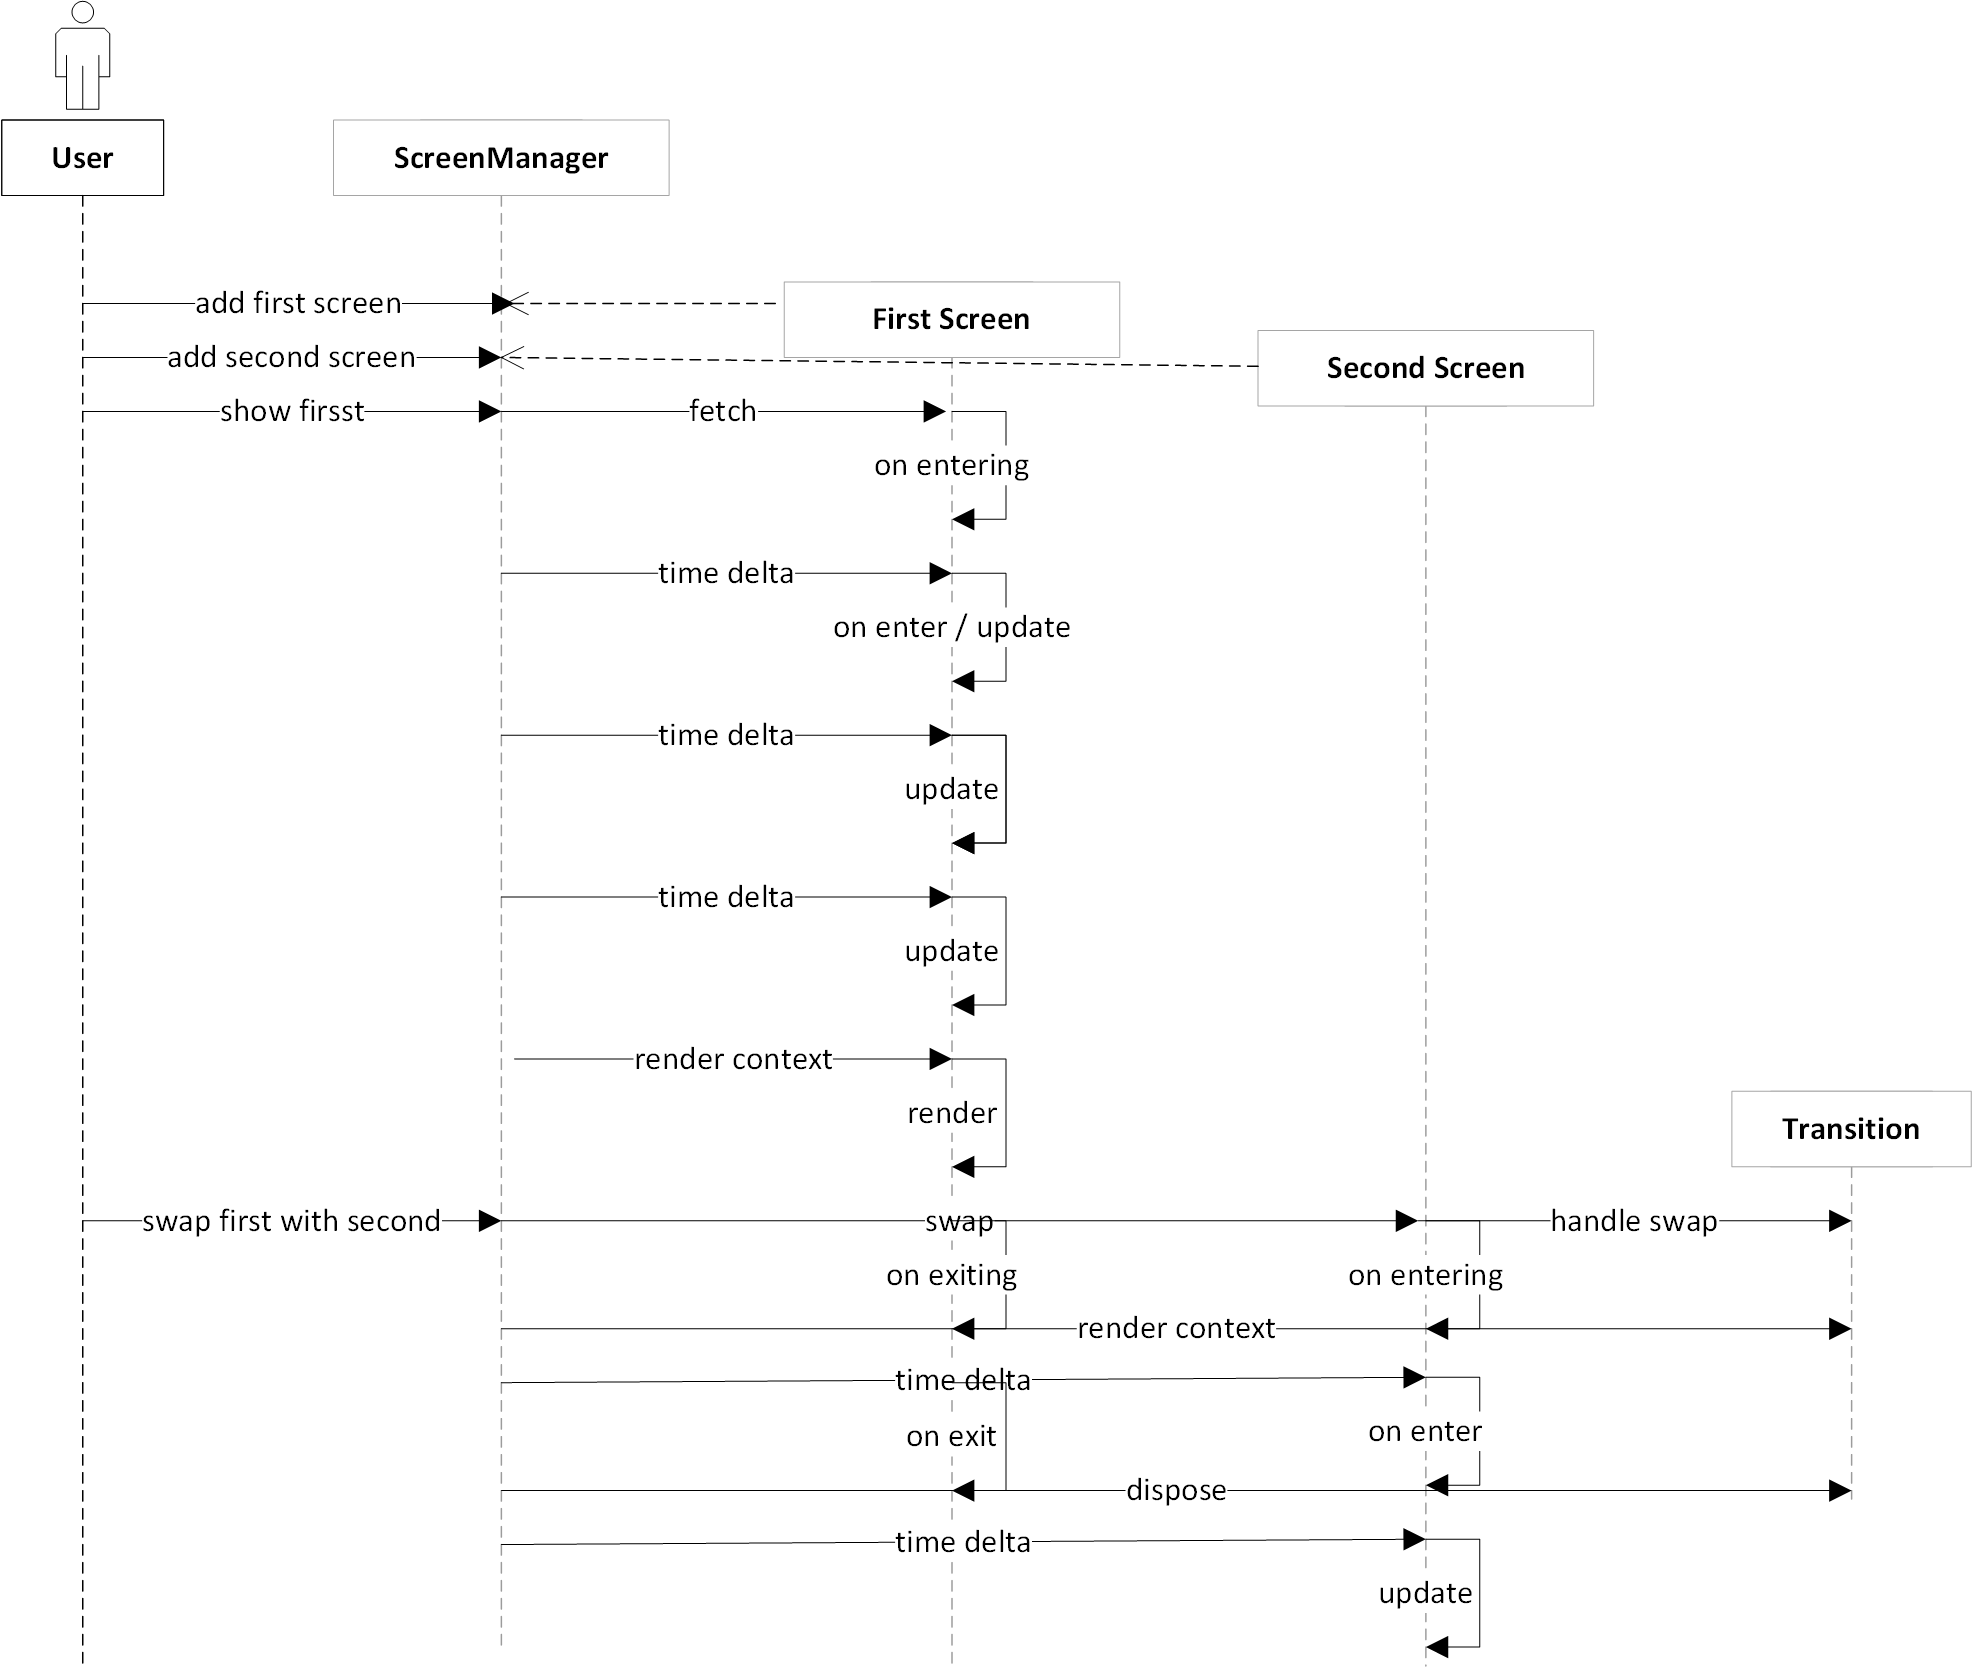 User
ScreenManager
add first screen
First Screen
add second screen
Second Screen
show firsst
fetch
on entering
time delta
on enter / update
time delta
update
time delta
update
render context
render
Transition
swap first with second
swap
handle swap
on exiting
on entering
render context
time delta
on exit
on enter
dispose
time delta
update